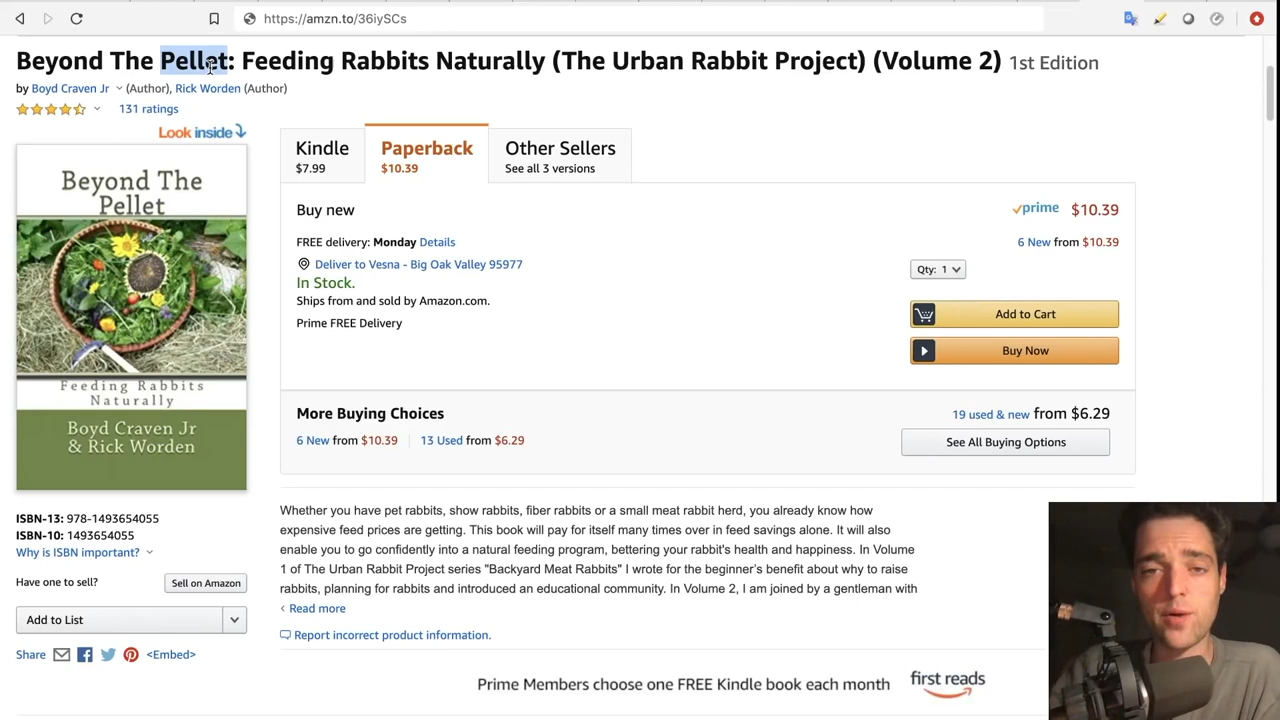 https://amzn.to/36iySCs
Beyond The Pellet: Feeding Rabbits Naturally (The Urban Rabbit Project) (Volume 2) 1st Edition
by Boyd Craven Jr (Author), Rick Worden (Author)
131 ratings
Look inside
Beyond The
Pellet
Feeding Rabbits
Naturally
Boyd Craven Jr
& Rick Worden
ISBN-13: 978-1493654055
ISBN-10: 1493654055
Why is ISBN important?
Have one to sell? Sell on Amazon
Add to List
Share <Embed>
Kindle Paperback Other Sellers
$7.99 $10.39 See all 3 versions
Buy new prime $10.39
FREE delivery: Monday Details 6 New from $10.39
Deliver to Vesna - Big Oak Valley 95977 Qty: 1
In Stock.
Ships from and sold by Amazon.com.
Add to Cart
Prime FREE Delivery
Buy Now
More Buying Choices 19 used & new from $6.29
6 New from $10.39 13 Used from $6.29 See All Buying Options
Whether you have pet rabbits, show rabbits, fiber rabbits or a small meat rabbit herd, you already know how
expensive feed prices are getting. This book will pay for itself many times over in feed savings alone. It will also
enable you to go confidently into a natural feeding program, bettering your rabbit's health and happiness. In Volume
1 of The Urban Rabbit Project series "Backyard Meat Rabbits" I wrote for the beginner's benefit about why to raise
rabbits, planning for rabbits and introduced an educational community. In Volume 2, I am joined by a gentleman with
Read more
Report incorrect product information.
Prime Members choose one FREE Kindle book each month first reads